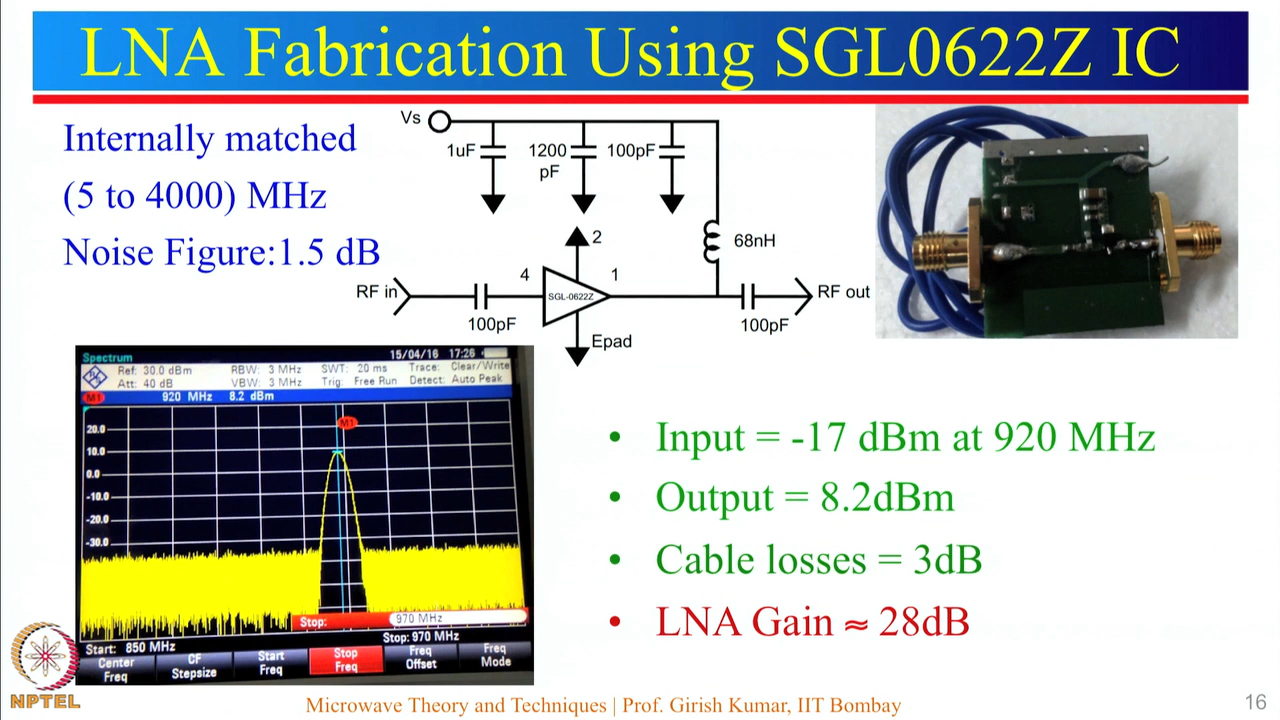 LNA Fabrication Using SGL0622Z IC
Internally matched
(5 to 4000) MHz
Noise Figure:1.5 dB
Vs
1uF
1200
pF
100pF
2
68nH
4
1
RF in
SGL-0622Z
RF out
100pF
100pF
Epad
Spectrum
15/04/16 17:26
Ref: 30.0 dBm RBW: 3 MHz SWT: 20 ms Trace: Clear/Write
Att: 40 dB VBW: 3 MHz Trig: Free Run Detect: Auto Peak
M1 920 MHz 8.2 dBm
M1
20.0
10.0
0.0
-10.0
-20.0
-30.0
Stop: 970 MHz
Start: 850 MHz Stop: 970 MHz
Center Freq
CF Stepsize
Start Freq
Stop Freq
Freq Offset
Freq Mode
• Input = -17 dBm at 920 MHz
• Output = 8.2dBm
• Cable losses = 3dB
• LNA Gain ≈ 28dB
NPTEL
Microwave Theory and Techniques | Prof. Girish Kumar, IIT Bombay
16